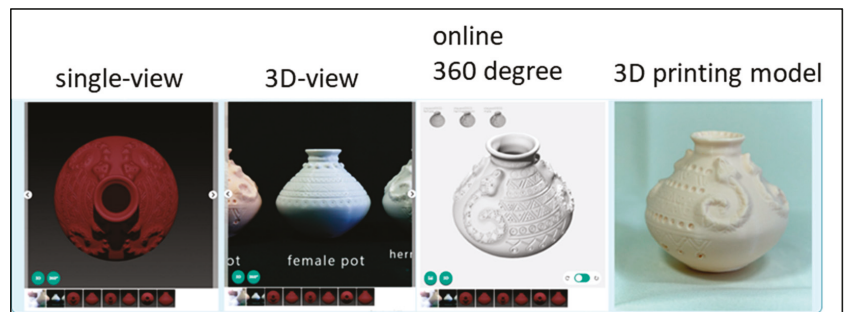 single-view
3D-view
online
360 degree
3D printing model
ot
female pot
herr